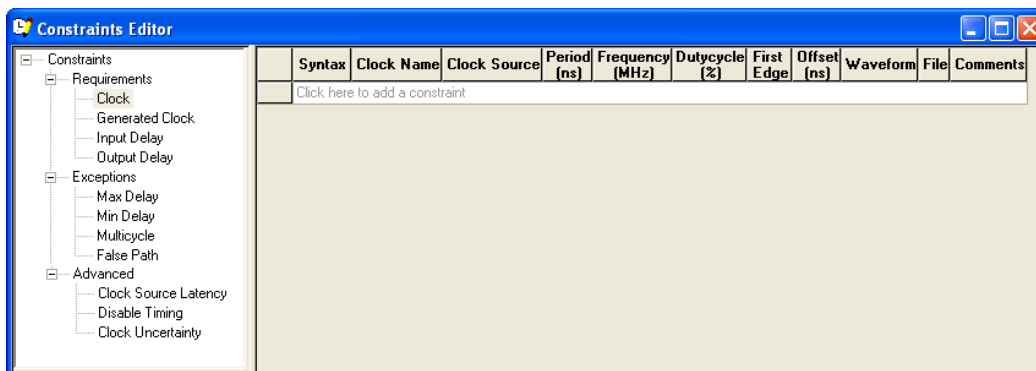 Constraints Editor
Constraints
Requirements
Clock
Generated Clock
Input Delay
Output Delay
Exceptions
Max Delay
Min Delay
Multicycle
False Path
Advanced
Clock Source Latency
Disable Timing
Clock Uncertainty
Syntax Clock Name Clock Source Period (ns) Frequency (MHz) Dutycycle (%) First Edge Offset (ns) Waveform File Comments
Click here to add a constraint